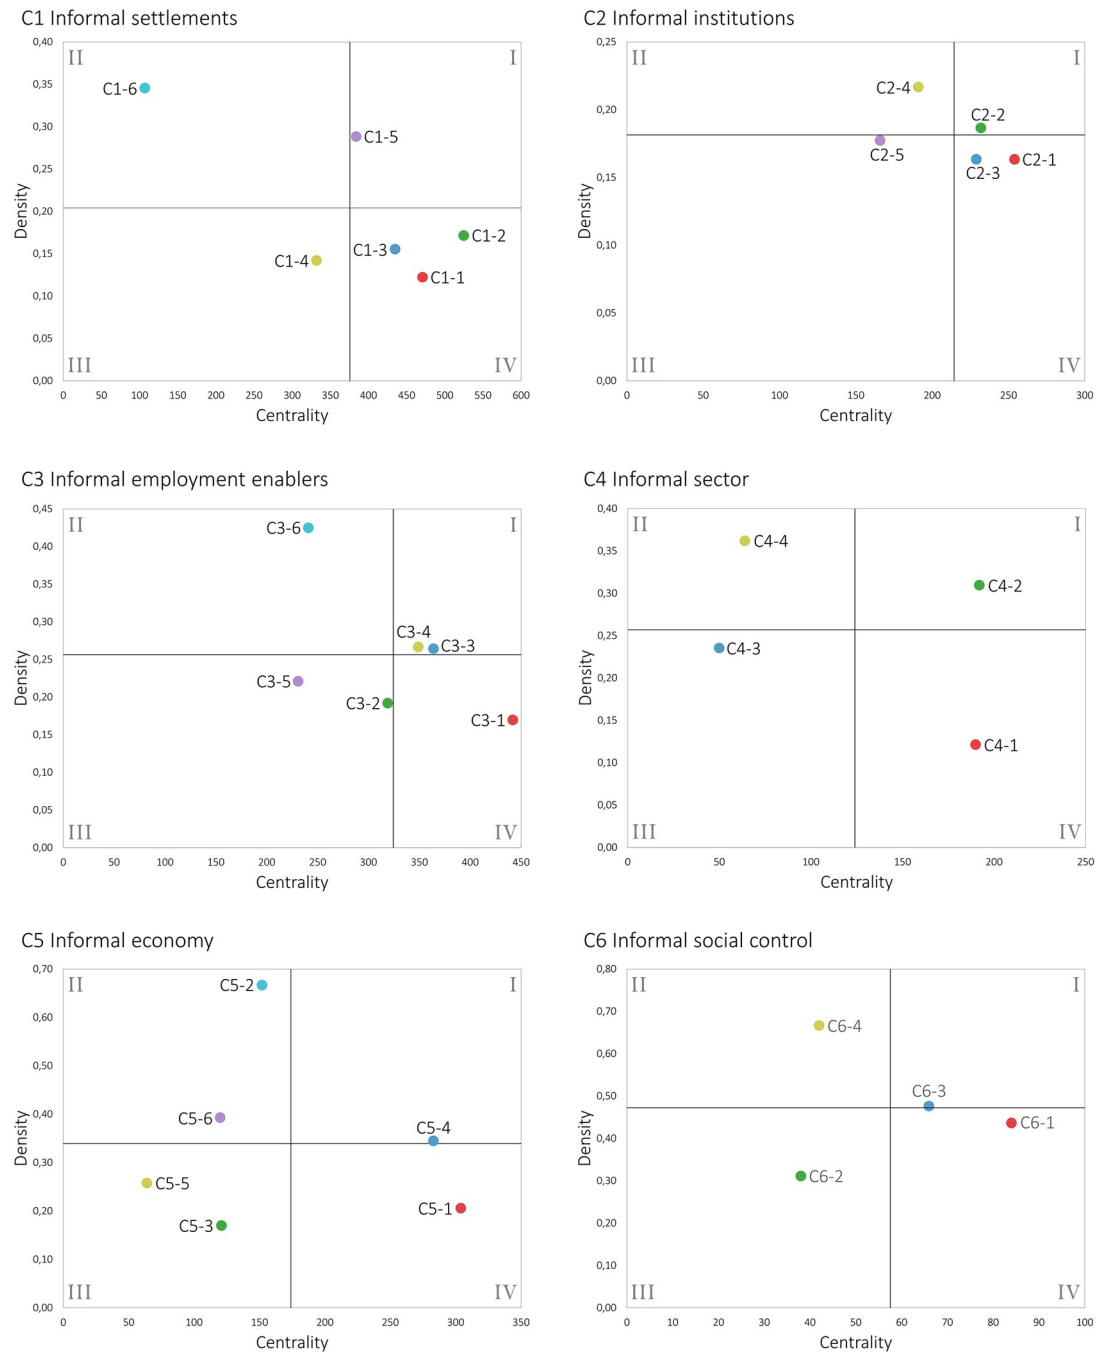 C1 Informal settlements
0,40
II
I
0,35
C1-6
0,30
C1-5
0,25
0,20
C1-2
C1-3
0,15
C1-4
C1-1
0,10
0,05
III
IV
0,00
0 50 100 150 200 250 300 350 400 450 500 550 600
Density
Centrality
C2 Informal institutions
0,25
II
I
C2-4
0,20
C2-2
C2-5
C2-1
0,15
C2-3
0,10
0,05
III
IV
0,00
0 50 100 150 200 250 300
Density
Centrality
C3 Informal employment enablers
0,45
II
I
C3-6
0,40
0,35
0,30
C3-4
C3-3
0,25
C3-5
0,20
C3-2
C3-1
0,15
0,10
0,05
III
IV
0,00
0 50 100 150 200 250 300 350 400 450
Density
Centrality
C4 Informal sector
0,40
II
I
C4-4
0,35
0,30
C4-2
0,25
C4-3
0,20
0,15
C4-1
0,10
0,05
III
IV
0,00
0 50 100 150 200 250
Density
Centrality
C5 Informal economy
0,70
II
I
C5-2
0,60
0,50
0,40
C5-6
C5-4
0,30
C5-5
0,20
C5-1
C5-3
0,10
III
IV
0,00
0 50 100 150 200 250 300 350
Density
Centrality
C6 Informal social control
0,80
II
I
0,70
C6-4
0,60
0,50
C6-3
C6-1
0,40
0,30
C6-2
0,20
0,10
III
IV
0,00
0 10 20 30 40 50 60 70 80 90 100
Density
Centrality